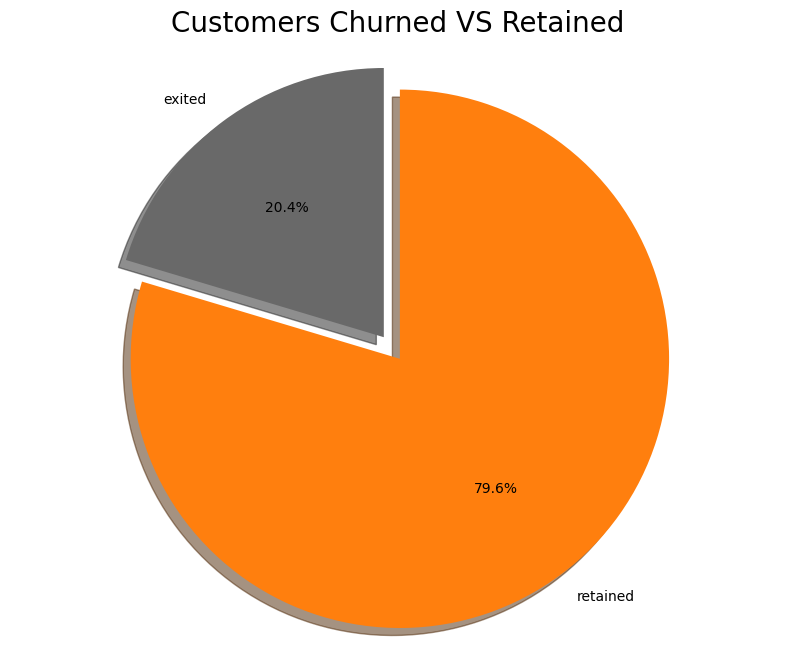 Customers Churned VS Retained
exited
20.4%
79.6%
retained